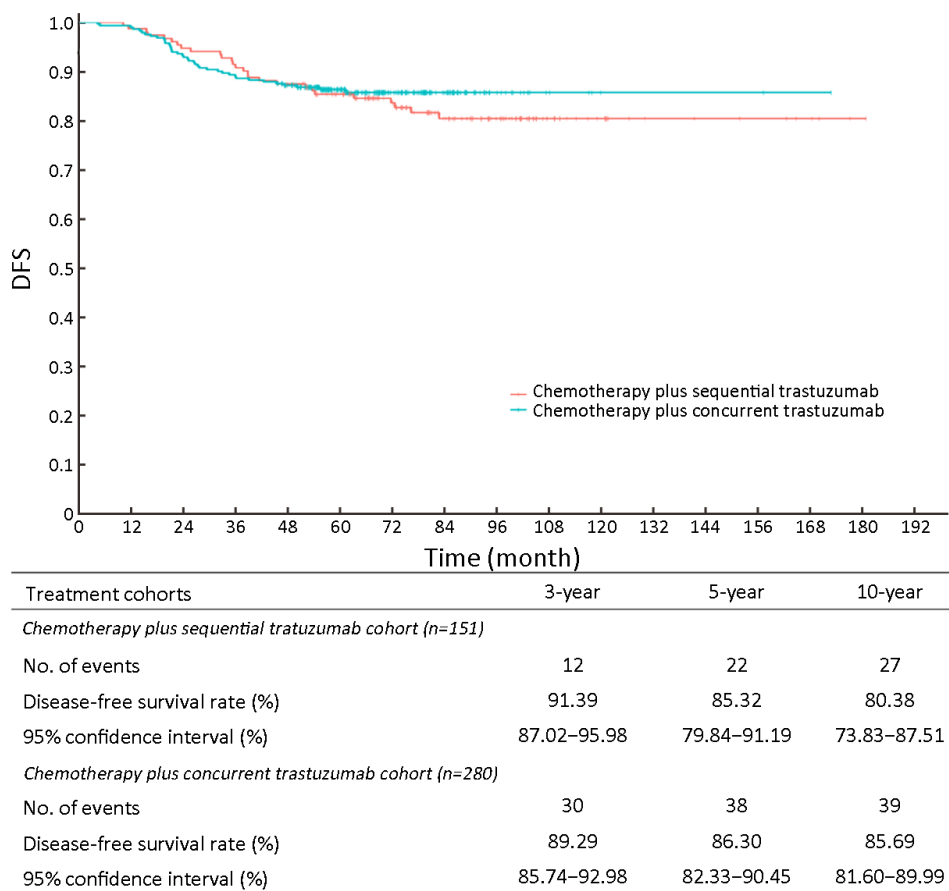 1.0
0.9
0.8
0.7
0.6
0.5
0.4
0.3
0.2
0.1
0
DFS
Chemotherapy plus sequential trastuzumab
Chemotherapy plus concurrent trastuzumab
0 12 24 36 48 60 72 84 96 108 120 132 144 156 168 180 192
Time (month)
Treatment cohorts 3-year 5-year 10-year
Chemotherapy plus sequential tratuzumab cohort (n=151)
No. of events 12 22 27
Disease-free survival rate (%) 91.39 85.32 80.38
95% confidence interval (%) 87.02–95.98 79.84–91.19 73.83–87.51
Chemotherapy plus concurrent trastuzumab cohort (n=280)
No. of events 30 38 39
Disease-free survival rate (%) 89.29 86.30 85.69
95% confidence interval (%) 85.74–92.98 82.33–90.45 81.60–89.99